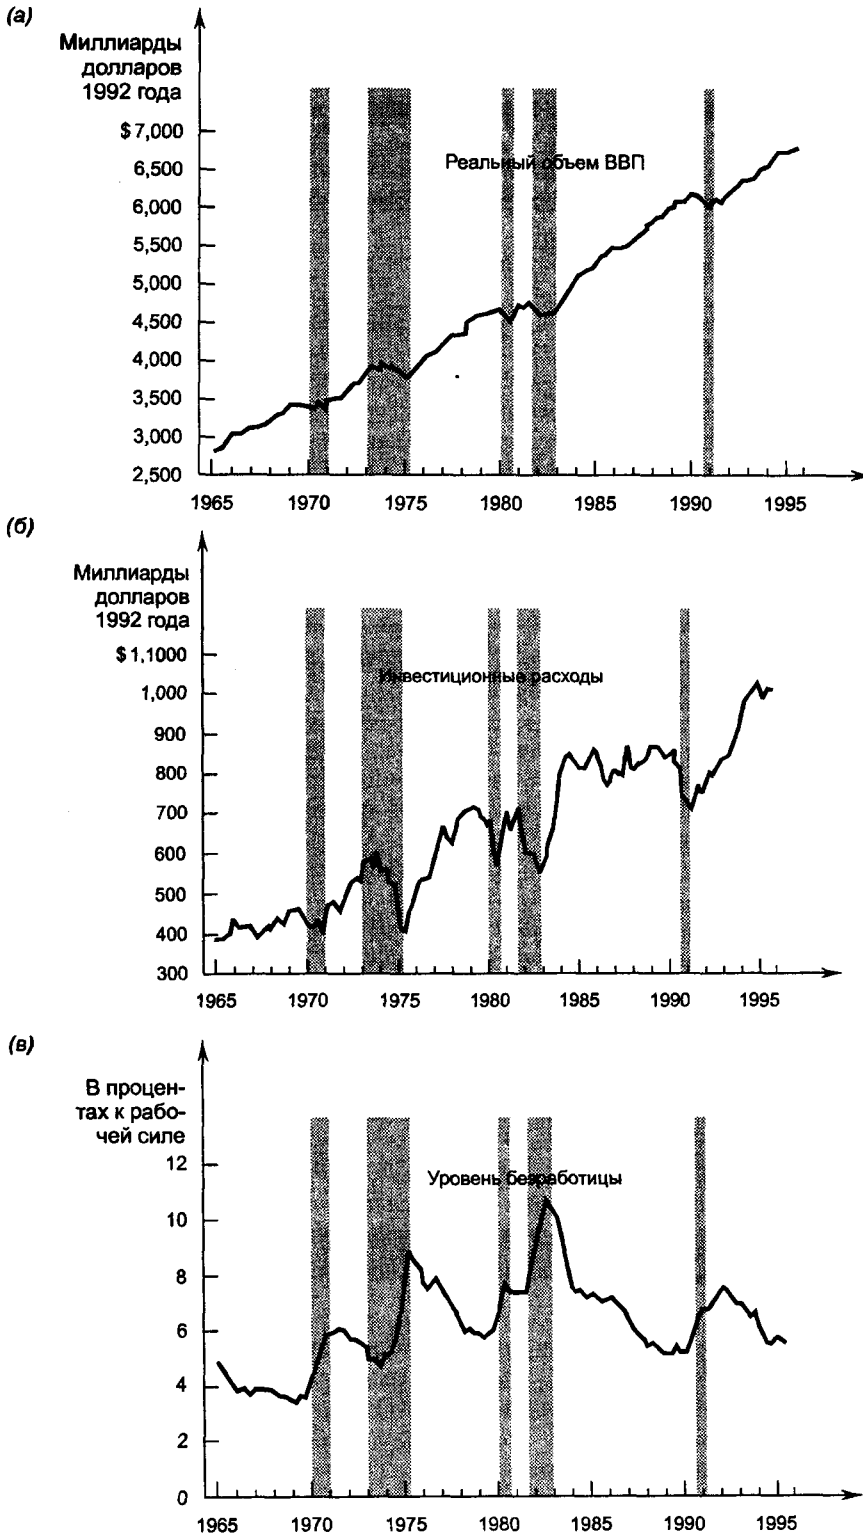 (а)
Миллиарды
долларов
1992 года
$ 7,000
6,500
Реальный объем ВВП
6,000
5,500
5,000
4,500
4,000
3,500
3,000
2,500
1965 1970 1975 1980 1985 1990 1995
(б)
Миллиарды
долларов
1992 года
$ 1,1000
Инвестиционные расходы
1,000
900
800
700
600
500
400
300
1965 1970 1975 1980 1985 1990 1995
(в)
В процен-
тах к рабо-
чей силе
12
Уровень безработицы
10
8
6
4
2
0
1965 1970 1975 1980 1985 1990 1995